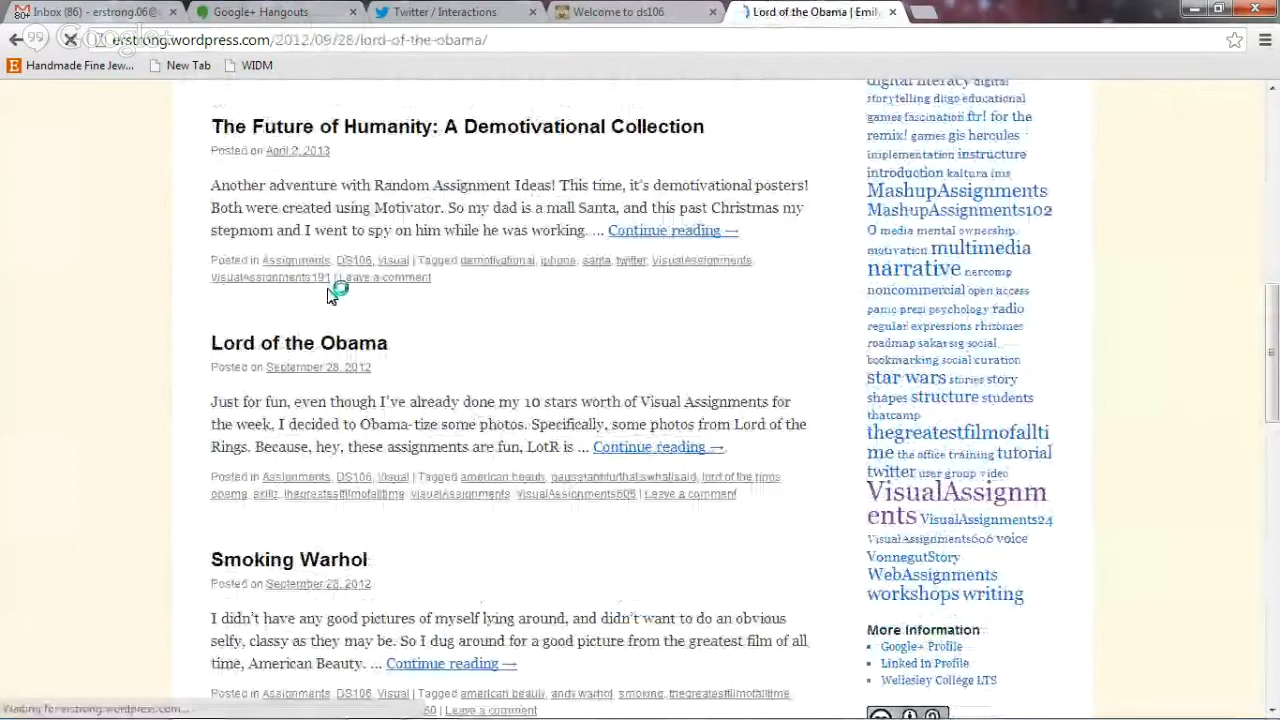 Inbox (86) - erstrong.06@
Google+ Hangouts
Twitter / Interactions
Welcome to ds106
Lord of the Obama | Emily
99
erstrong.wordpress.com/2012/09/28/lord-of-the-obama/
Handmade Fine Jew...
New Tab
WIDM
The Future of Humanity: A Demotivational Collection
Posted on April 2, 2013
Another adventure with Random Assignment Ideas! This time, it's demotivational posters!
Both were created using Motivator. So my dad is a mall Santa, and this past Christmas my
stepmom and I went to spy on him while he was working. ... Continue reading →
Posted in Assignments, DS106, Visual | Tagged demotivational, iphone, santa, twitter, VisualAssignments,
VisualAssignments191 | Leave a comment
Lord of the Obama
Posted on September 28, 2012
Just for fun, even though I've already done my 10 stars worth of Visual Assignments for
the week, I decided to Obama-tize some photos. Specifically, some photos from Lord of the
Rings. Because, hey, these assignments are fun, LotR is ... Continue reading →
Posted in Assignments, DS106, Visual | Tagged american beauty, lord of the rings
obama, thegreatestfilmofalltime, visualAssignments, | Leave a comment
Smoking Warhol
Posted on September 28, 2012
I didn't have any good pictures of myself lying around, and didn't want to do an obvious
selfy, classy as they may be. So I dug around for a good picture from the greatest film of all
time, American Beauty. ... Continue reading →
Posted in Assignments, DS106, Visual | Tagged american beauty, andy warhol, smoking, thegreatestfilmofalltime,
60 | Leave a comment
digital literacy digital
storytelling diigo educational
games fascination ftr! for the
remix! games gis hercules
implementation instructure
introduction kaltura lms
MashupAssignments
MashupAssignments102
O media mental ownership.
motivation multimedia
narrative nercomp
noncommercial open access
panic prezi psychology radio
regular expressions rhizomes
roadmap sakai sig social
bookmarking social curation
star wars stories story
shapes structure students
thatcamp
thegreatestfilmofallti
me the office training tutorial
twitter user group video
VisualAssignm
ents VisualAssignments24
VisualAssignments606 voice
VonnegutStory
WebAssignments
workshops writing
More Information
Google+ Profile
Linked in Profile
Wellesley College LTS
Waiting for erstrong.wordpress.com...